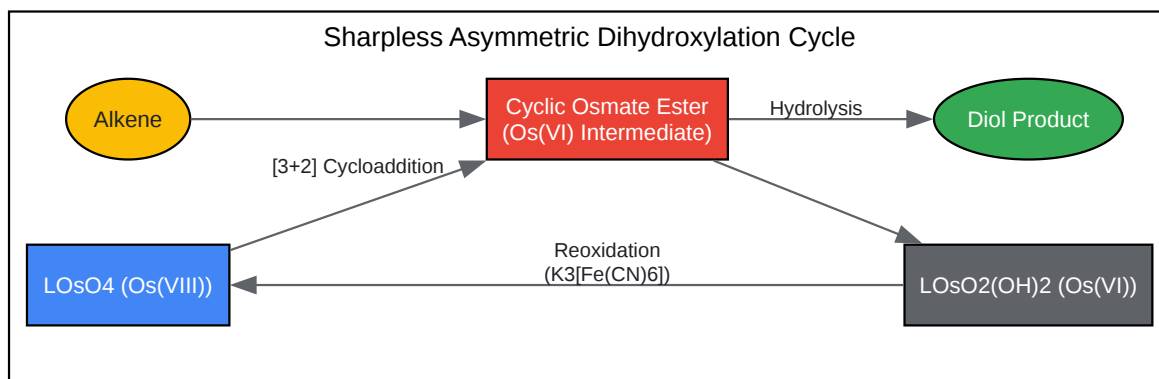 Sharpless Asymmetric Dihydroxylation Cycle
Alkene
Cyclic Osmate Ester
(Os(VI) Intermediate)
Hydrolysis
Diol Product
[3+2] Cycloaddition
LOsO4 (Os(VIII))
Reoxidation
(K3[Fe(CN)6])
LOsO2(OH)2 (Os(VI))